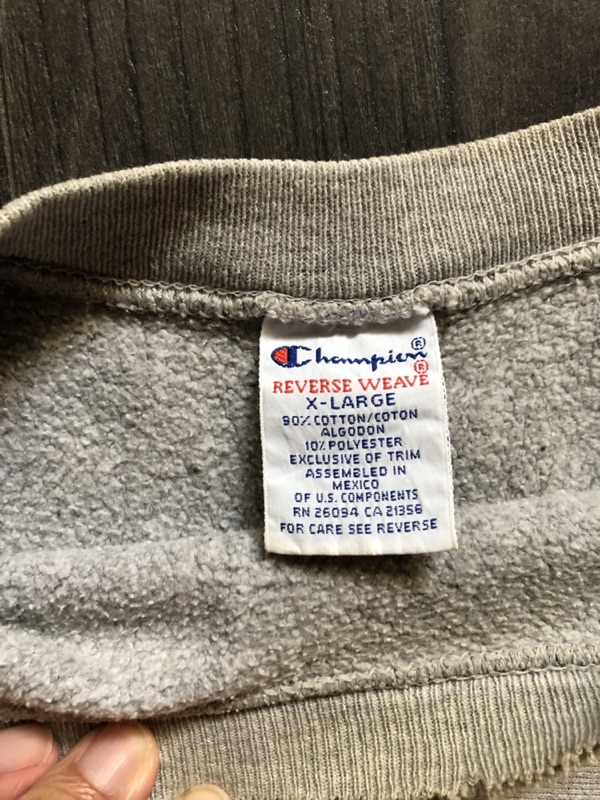 Champion®
REVERSE WEAVE®
X-LARGE
90% COTTON/COTON
ALGODON
10% POLYESTER
EXCLUSIVE OF TRIM
ASSEMBLED IN
MEXICO
OF U.S. COMPONENTS
RN 26094 CA 21356
FOR CARE SEE REVERSE